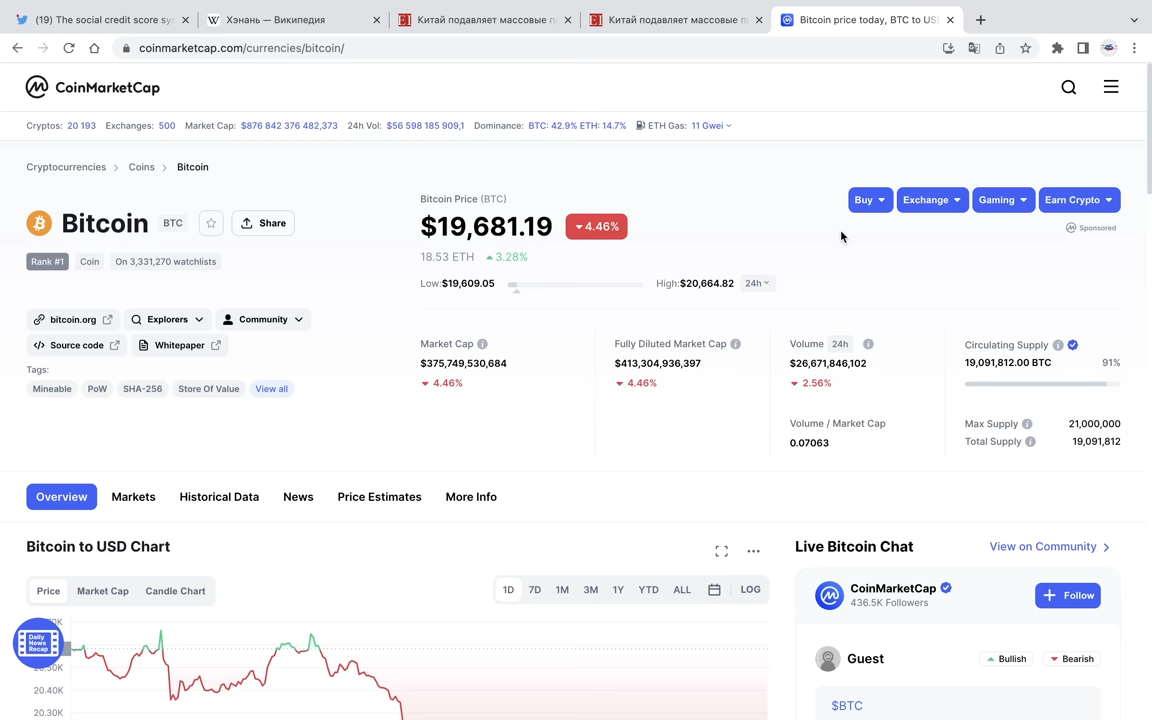 (19) The social credit score sy
Хэнань — Википедия
Китай подавляет массовые п
Китай подавляет массовые п
Bitcoin price today, BTC to US
coinmarketcap.com/currencies/bitcoin/
CoinMarketCap
Cryptos: 20 193 Exchanges: 500 Market Cap: $876 842 376 482,373 24h Vol: $56 598 185 909,1 Dominance: BTC: 42.9% ETH: 14.7% ETH Gas: 11 Gwei
Cryptocurrencies Coins Bitcoin
Bitcoin BTC Share
Rank #1 Coin On 3,331,270 watchlists
bitcoin.org Explorers Community
Source code Whitepaper
Tags:
Mineable PoW SHA-256 Store Of Value View all
Bitcoin Price (BTC)
$19,681.19 4.46%
18.53 ETH 3.28%
Low:$19,609.05 High:$20,664.82 24h
Buy Exchange Gaming Earn Crypto
Sponsored
Market Cap
$375,749,530,684
4.46%
Fully Diluted Market Cap
$413,304,936,397
4.46%
Volume 24h
$26,671,846,102
2.56%
Volume / Market Cap
0.07063
Circulating Supply
19,091,812.00 BTC 91%
Max Supply 21,000,000
Total Supply 19,091,812
Overview Markets Historical Data News Price Estimates More Info
Bitcoin to USD Chart
Price Market Cap Candle Chart
1D 7D 1M 3M 1Y YTD ALL LOG
Daily
News
Recap
20.50K
20.40K
20.30K
Live Bitcoin Chat View on Community
CoinMarketCap
436.5K Followers
Follow
Guest Bullish Bearish
$BTC